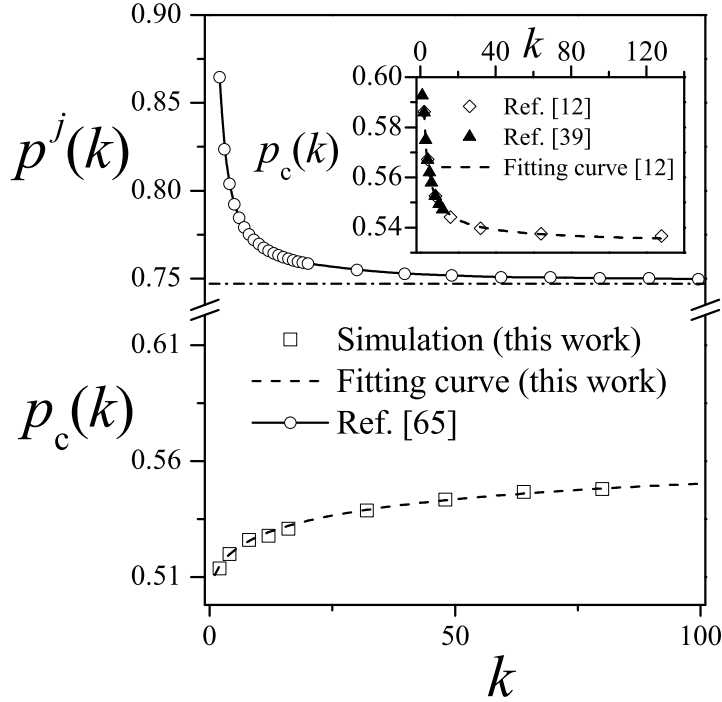 0.90
0.85
0.80
0.75
p^j(k)
0 40 80 120 k
0.60
0.58
0.56
0.54
p_c(k)
Ref. [12]
Ref. [39]
Fitting curve [12]
0.61
0.56
0.51
p_c(k)
Simulation (this work)
Fitting curve (this work)
Ref. [65]
0 50 100
k